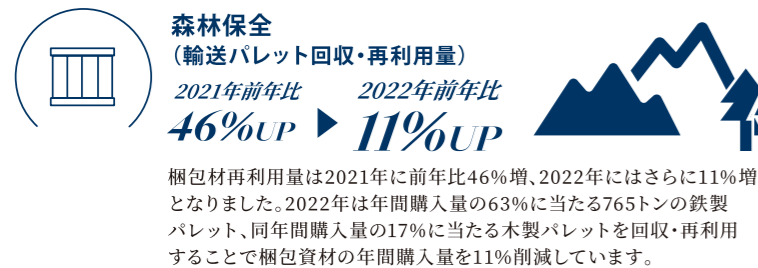 森林保全
（輸送パレット回収・再利用量）
2021年前年比
46%UP
2022年前年比
11%UP
梱包材再利用量は2021年に前年比46%増、2022年にはさらに11%増
となりました。2022年は年間購入量の63%に当たる765トンの鉄製
パレット、同年間購入量の17%に当たる木製パレットを回収・再利用
することで梱包資材の年間購入量を11%削減しています。